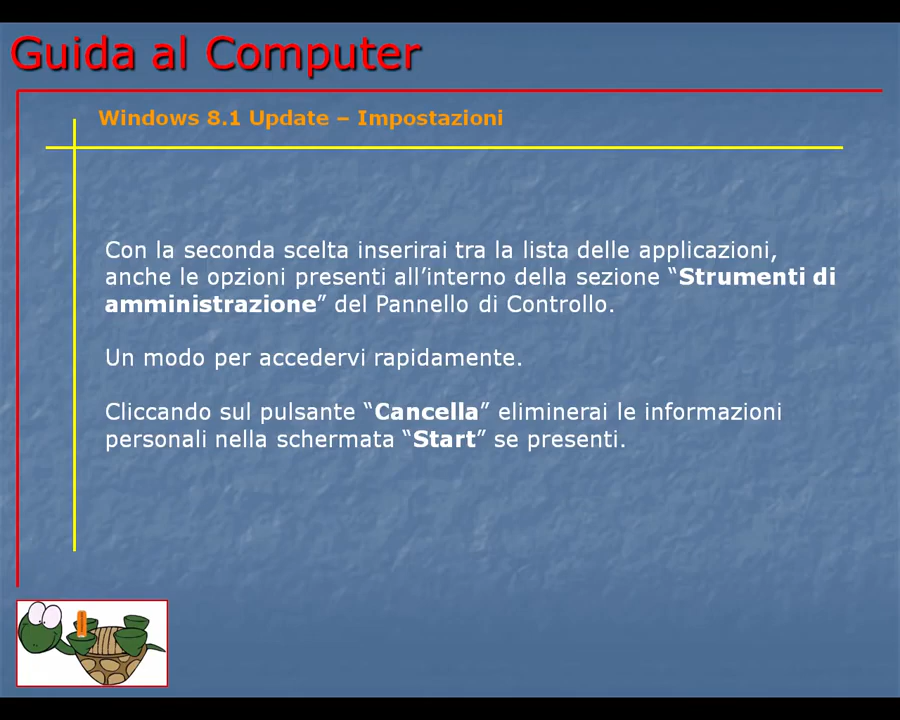 Guida al Computer
Windows 8.1 Update – Impostazioni
Con la seconda scelta inserirai tra la lista delle applicazioni,
anche le opzioni presenti all’interno della sezione “Strumenti di
amministrazione” del Pannello di Controllo.
Un modo per accedervi rapidamente.
Cliccando sul pulsante “Cancella” eliminerai le informazioni
personali nella schermata “Start” se presenti.